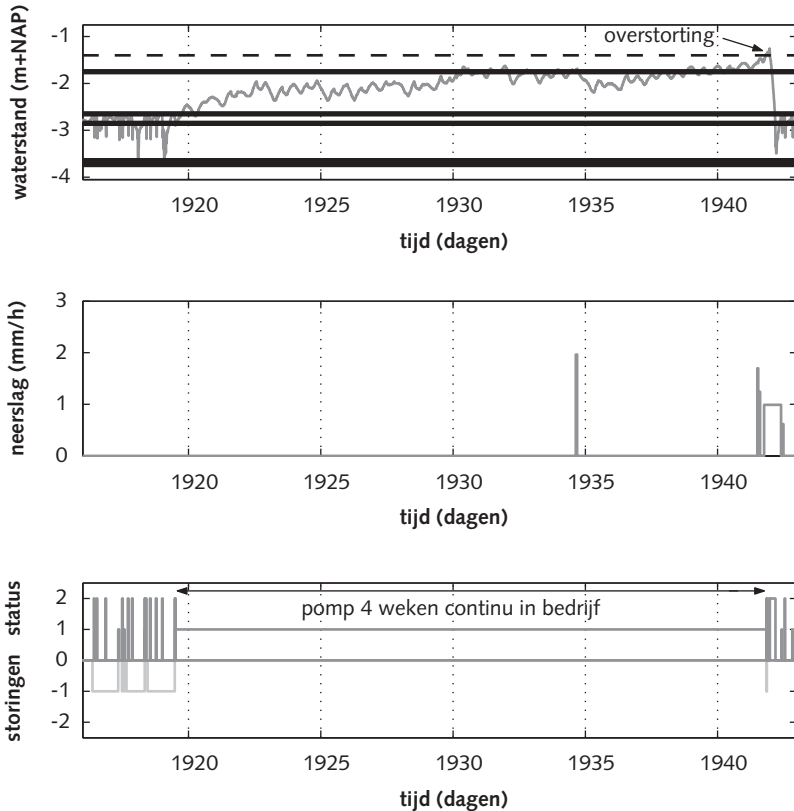 waterstand (m+NAP)
-1
-2
-3
-4
overstorting
1920 1925 1930 1935 1940
tijd (dagen)
neerslag (mm/h)
3
2
1
0
1920 1925 1930 1935 1940
tijd (dagen)
storingen status
2
1
0
-1
-2
pomp 4 weken continu in bedrijf
1920 1925 1930 1935 1940
tijd (dagen)